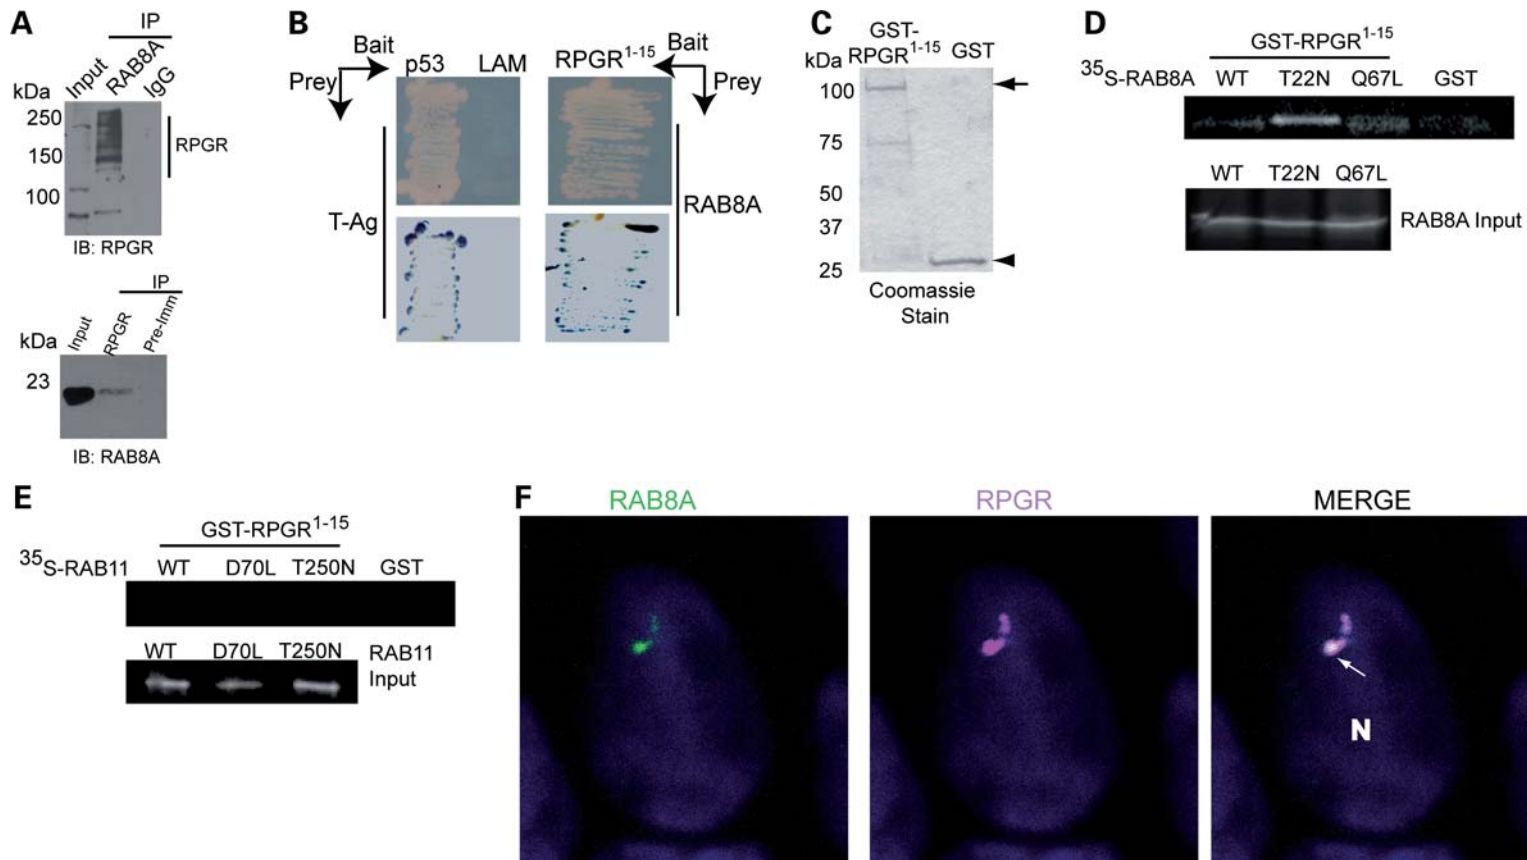 A
IP
Input
RAB8A
IgG
kDa
250
150
100
RPGR
IB: RPGR
IP
Input
RPGR
Pre-Imm
kDa
23
IB: RAB8A
B
Bait
Prey
p53 LAM
RPGR1-15
Bait
Prey
T-Ag
RAB8A
C
GST-
kDa RPGR1-15 GST
100
75
50
37
25
Coomassie
Stain
D
GST-RPGR1-15
35S-RAB8A WT T22N Q67L GST
WT T22N Q67L
RAB8A Input
E
GST-RPGR1-15
35S-RAB11 WT D70L T250N GST
WT D70L T250N RAB11
Input
F
RAB8A RPGR MERGE
N